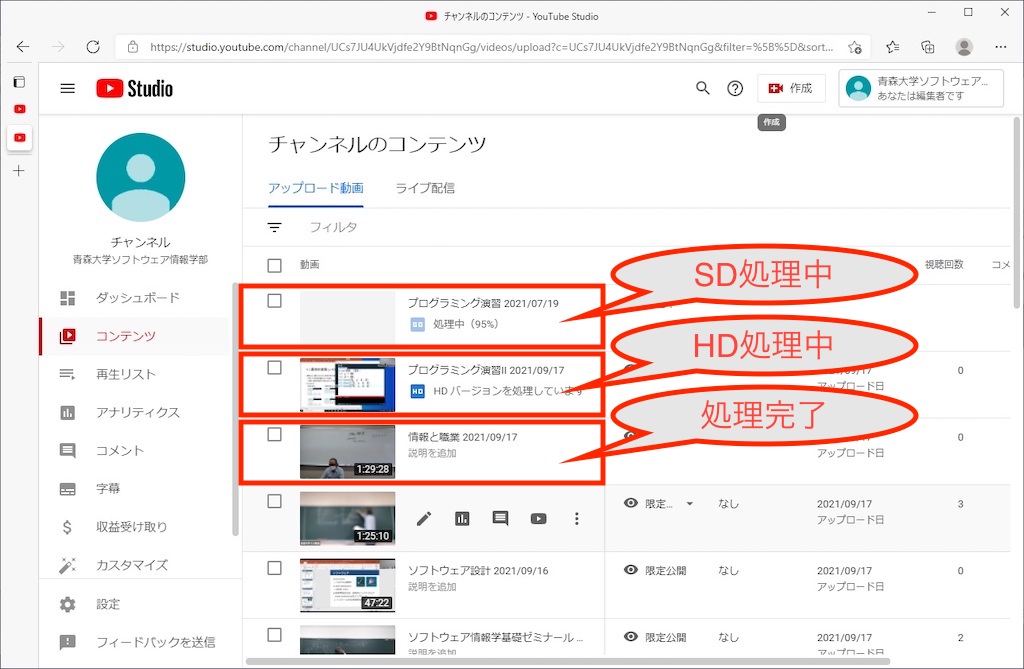 チャンネルのコンテンツ - YouTube Studio
https://studio.youtube.com/channel/UCs7JU4UkVjdfe2Y9BtNqnGg/videos/upload?c=UCs7JU4UkVjdfe2Y9BtNqnGg&filter=%5B%5D&sort...
Studio
作成
青森大学ソフトウェア...
あなたは編集者です
作成
チャンネル
青森大学ソフトウェア情報学部
ダッシュボード
コンテンツ
再生リスト
アナリティクス
コメント
字幕
収益受け取り
カスタマイズ
設定
フィードバックを送信
チャンネルのコンテンツ
アップロード動画
ライブ配信
フィルタ
動画
視聴回数
コメ
SD処理中
プログラミング演習 2021/07/19
SD 処理中（95%）
HD処理中
プログラミング演習II 2021/09/17
HD HD バージョンを処理しています
アップロード日
0
処理完了
1:29:28
情報と職業 2021/09/17
説明を追加
アップロード日
0
1:25:10
限定...
なし
2021/09/17
アップロード日
3
47:22
ソフトウェア設計 2021/09/16
説明を追加
限定公開
なし
2021/09/17
アップロード日
0
ソフトウェア情報学基礎ゼミナール ...
説明を追加
限定公開
なし
2021/09/17
アップロード日
2